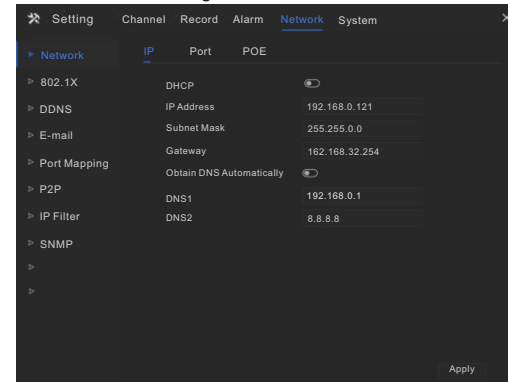 Setting
Channel Record Alarm Network System
Network
IP Port POE
802.1X
DHCP
DDNS
IP Address 192.168.0.121
E-mail
Subnet Mask 255.255.0.0
Gateway 162.168.32.254
Port Mapping
Obtain DNS Automatically
P2P
DNS1 192.168.0.1
IP Filter
DNS2 8.8.8.8
SNMP
Apply